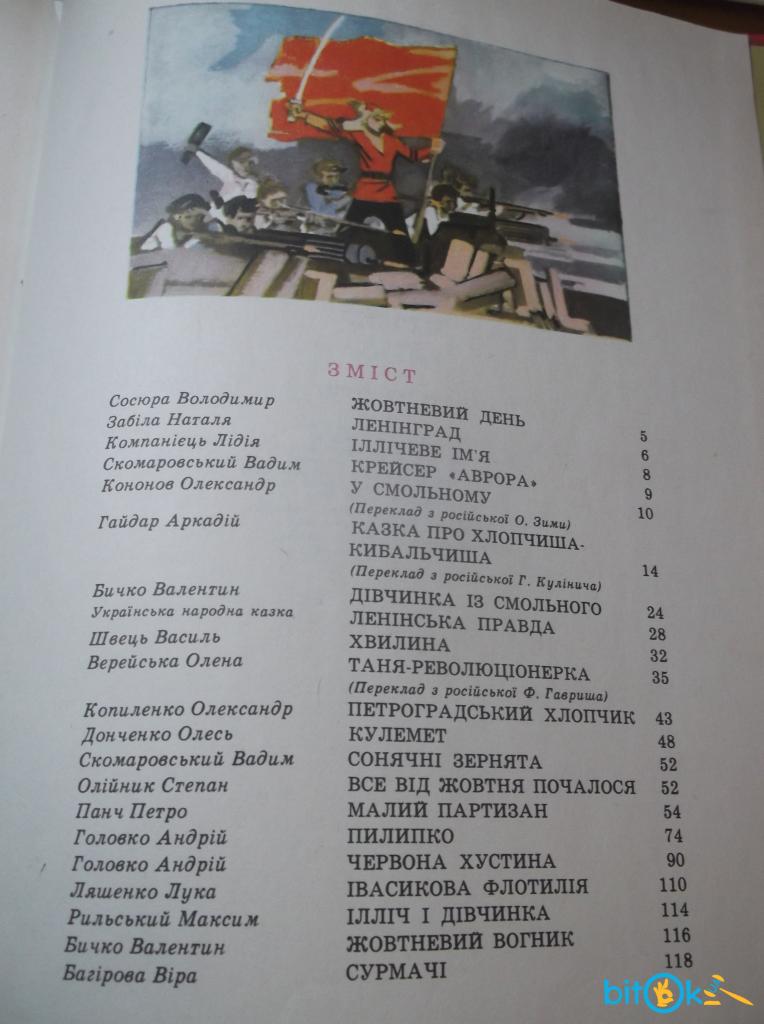 ЗМІСТ
Сосюра Володимир ЖОВТНЕВИЙ ДЕНЬ 5
Забіла Наталя ЛЕНІНГРАД 6
Компанієць Лідія ІЛЛІЧЕВЕ ІМ'Я 8
Скомаровський Вадим КРЕЙСЕР «АВРОРА» 9
Кононов Олександр У СМОЛЬНОМУ 10
(Переклад з російської О. Зими)
Гайдар Аркадій КАЗКА ПРО ХЛОПЧИША-
КИБАЛЬЧИША 14
(Переклад з російської Г. Кулінича)
Бичко Валентин ДІВЧИНКА ІЗ СМОЛЬНОГО 24
Українська народна казка ЛЕНІНСЬКА ПРАВДА 28
Швець Василь ХВИЛИНА 32
Верейська Олена ТАНЯ-РЕВОЛЮЦІОНЕРКА 35
(Переклад з російської Ф. Гавриша)
Копиленко Олександр ПЕТРОГРАДСЬКИЙ ХЛОПЧИК 43
Донченко Олесь КУЛЕМЕТ 48
Скомаровський Вадим СОНЯЧНІ ЗЕРНЯТА 52
Олійник Степан ВСЕ ВІД ЖОВТНЯ ПОЧАЛОСЯ 52
Панч Петро МАЛИЙ ПАРТИЗАН 54
Головко Андрій ПИЛИПКО 74
Головко Андрій ЧЕРВОНА ХУСТИНА 90
Ляшенко Лука ІВАСИКОВА ФЛОТИЛІЯ 110
Рильський Максим ІЛЛІЧ І ДІВЧИНКА 114
Бичко Валентин ЖОВТНЕВИЙ ВОГНИК 116
Багірова Віра СУРМАЧІ 118
bitOk